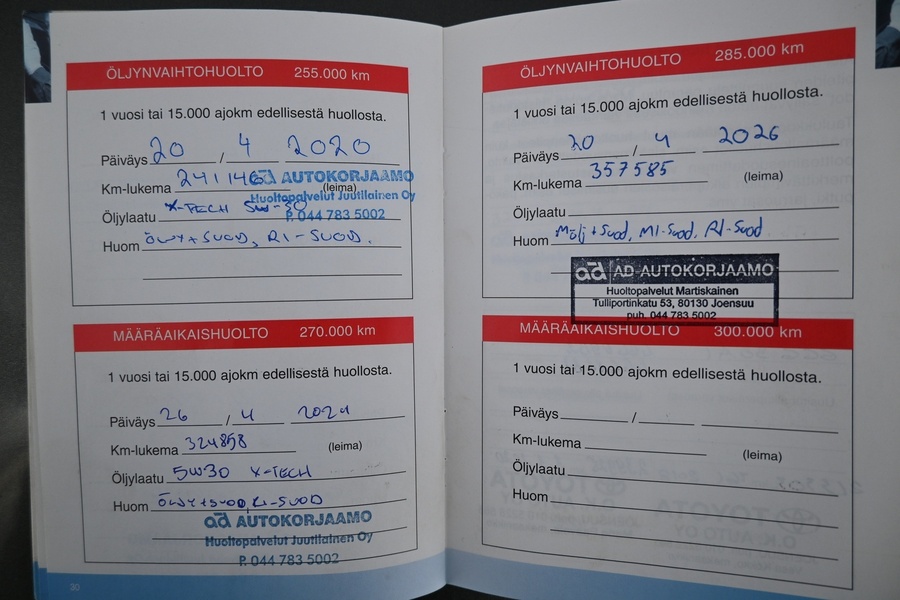 ÖLJYNVAIHTOHUOLTO 255.000 km
1 vuosi tai 15.000 ajokm edellisestä huollosta.
Päiväys 20 / 4 2020
Km-lukema 241146 (leima)
ad AUTOKORJAAMO
Huoltopalvelut Juutilainen Oy
P. 044 783 5002
Öljylaatu X-TECH 5W-30
Huom ÖLJY + SUOD, RI-SUOD.
MÄÄRÄAIKAISHUOLTO 270.000 km
1 vuosi tai 15.000 ajokm edellisestä huollosta.
Päiväys 26 / 4
Km-lukema 324858 (leima)
Öljylaatu 5W30 X-TECH
Huom ÖLJY+SUOD, RI-SUOD
ad AUTOKORJAAMO
Huoltopalvelut Juutilainen Oy
P. 044 783 5002
30
ÖLJYNVAIHTOHUOLTO 285.000 km
1 vuosi tai 15.000 ajokm edellisestä huollosta.
Päiväys 20 / 4 2026
Km-lukema 357585 (leima)
Öljylaatu
Huom Mölj + Suod, MI-Suod, RI-Suod
ad AD-AUTOKORJAAMO
Huoltopalvelut Martiskainen
Tulliportinkatu 53, 80130 Joensuu
puh. 044 783 5002
MÄÄRÄAIKAISHUOLTO 300.000 km
1 vuosi tai 15.000 ajokm edellisestä huollosta.
Päiväys /
Km-lukema (leima)
Öljylaatu
Huom